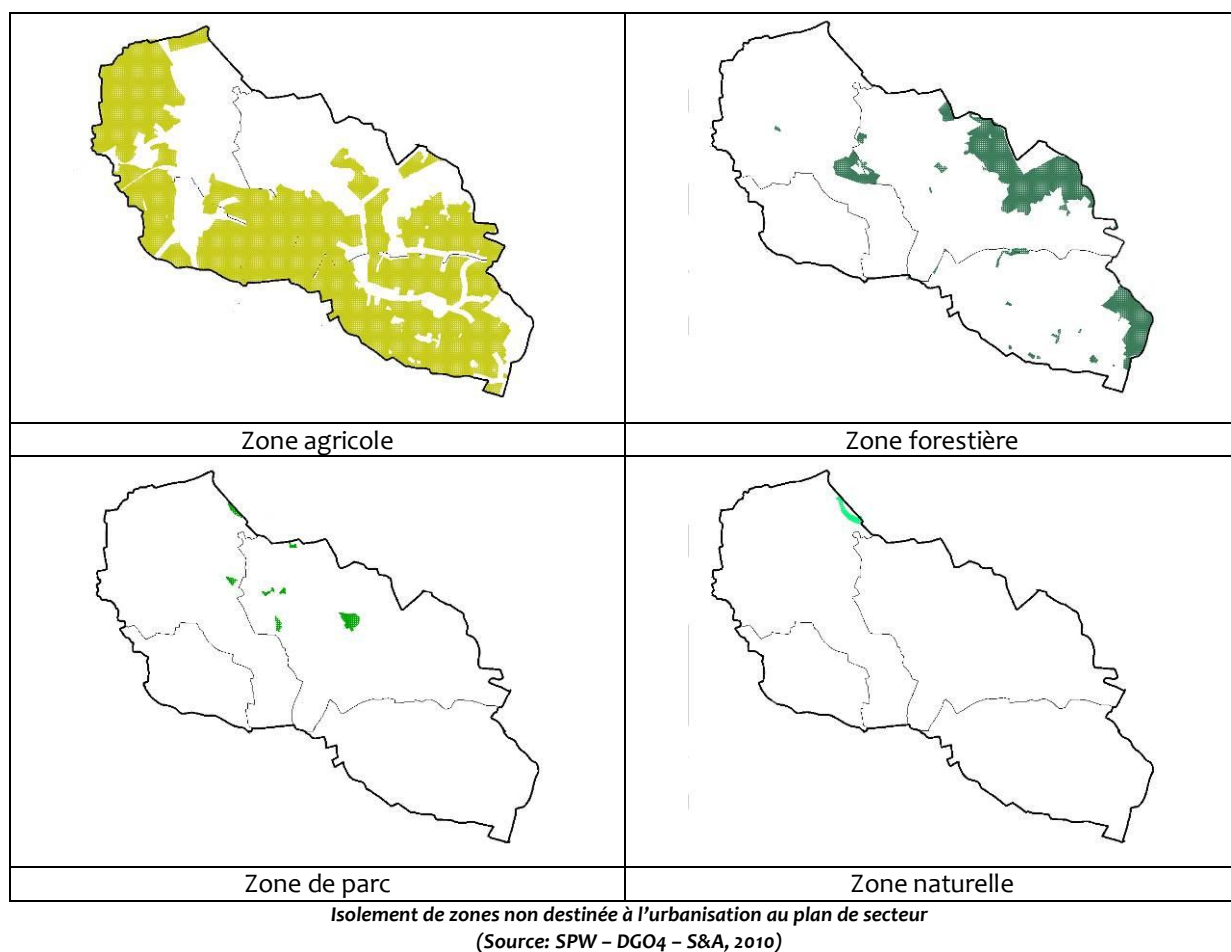 Zone agricole
Zone forestière
Zone de parc
Zone naturelle
Isolement de zones non destinée à l'urbanisation au plan de secteur
(Source: SPW – DGO4 – S&A, 2010)